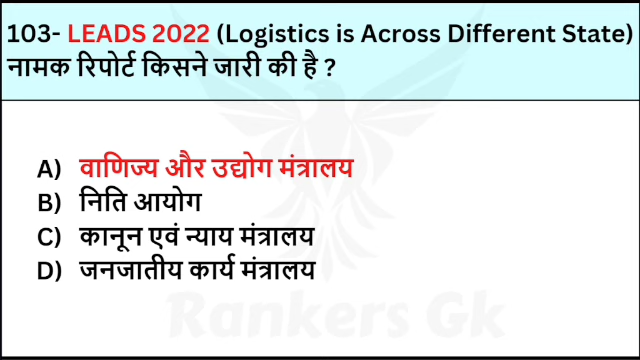 103- LEADS 2022 (Logistics is Across Different State)
नामक रिपोर्ट किसने जारी की है ?
A) वाणिज्य और उद्योग मंत्रालय
B) निति आयोग
C) कानून एवं न्याय मंत्रालय
D) जनजातीय कार्य मंत्रालय
Rankers Gk